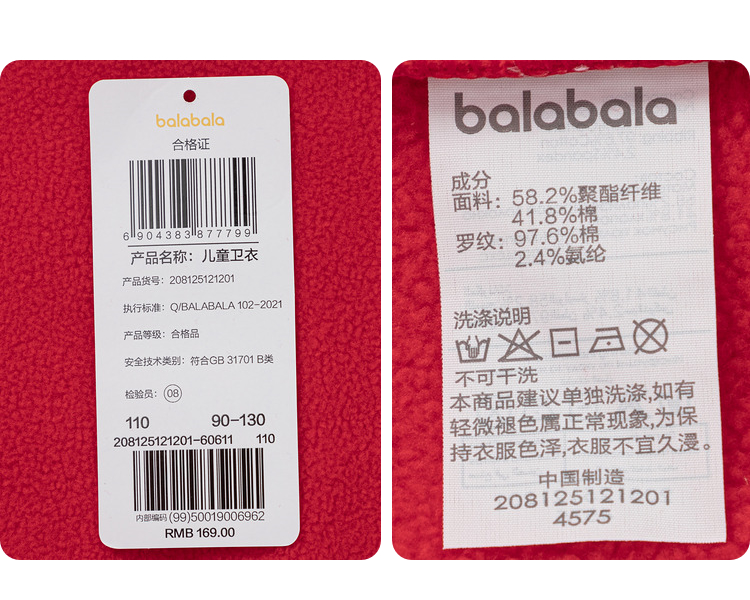 balabala
合格证
6 904383 877799
产品名称：儿童卫衣
产品货号：208125121201
执行标准：Q/BALABALA 102-2021
产品等级：合格品
安全技术类别：符合GB 31701 B类
检验员：08
110 90-130
208125121201-60611 110
内部编码 (99)50019006962
RMB 169.00
balabala
成分
面料：58.2%聚酯纤维
41.8%棉
罗纹：97.6%棉
2.4%氨纶
洗涤说明
不可干洗
本商品建议单独洗涤,如有
轻微褪色属正常现象,为保
持衣服色泽,衣服不宜久浸。
中国制造
208125121201
4575